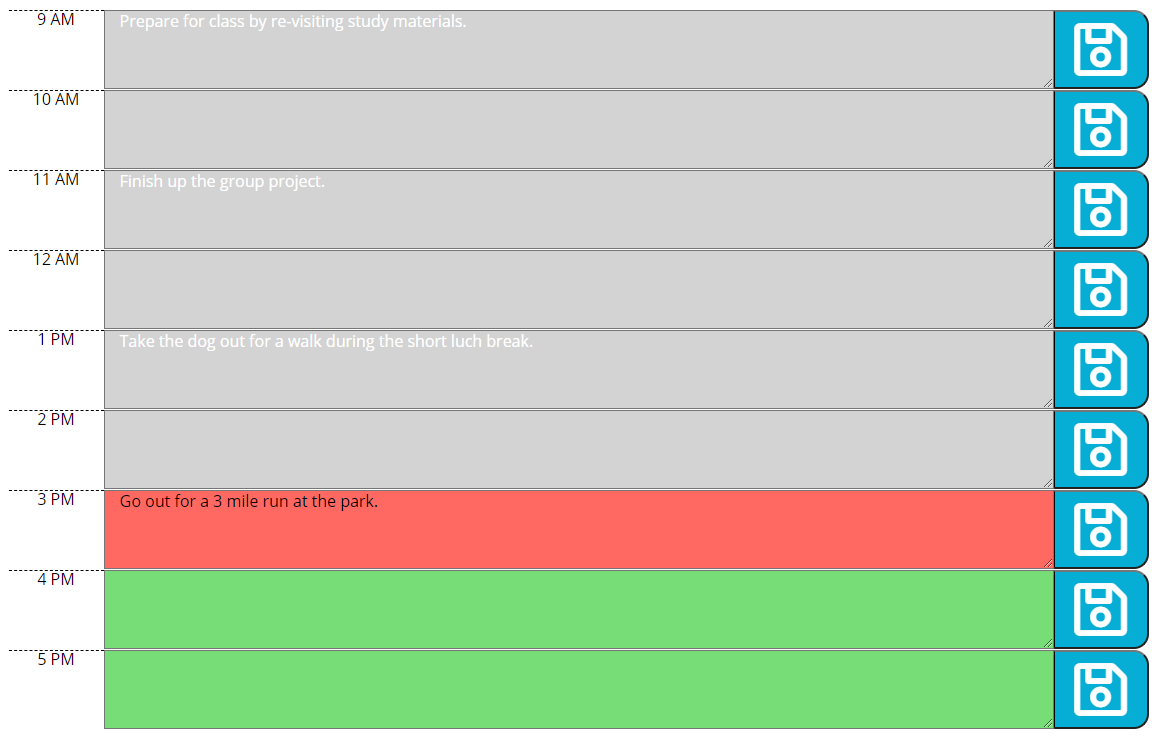 9 AM
Prepare for class by re-visiting study materials.
10 AM
11 AM
Finish up the group project.
12 AM
1 PM
Take the dog out for a walk during the short luch break.
2 PM
3 PM
Go out for a 3 mile run at the park.
4 PM
5 PM